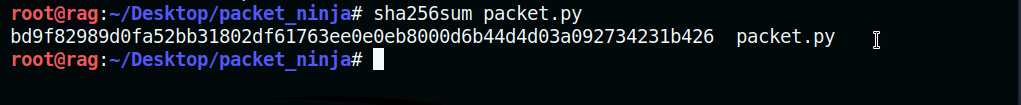 root@rag:~/Desktop/packet_ninja# sha256sum packet.py
bd9f82989d0fa52bb31802df61763ee0e0eb8000d6b44d4d03a092734231b426  packet.py
root@rag:~/Desktop/packet_ninja#